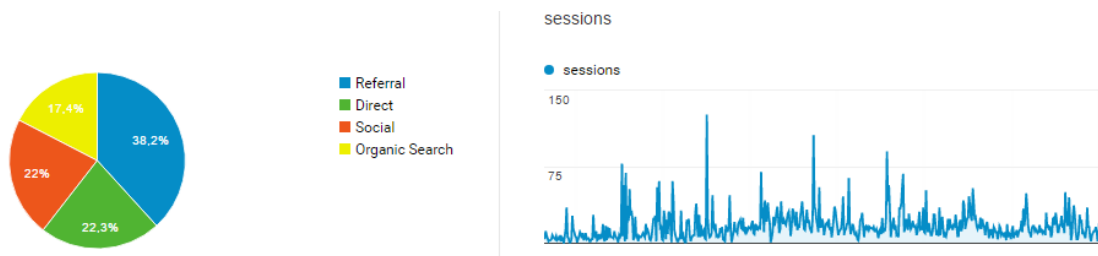 17,4%
38,2%
22%
22,3%
Referral
Direct
Social
Organic Search
sessions
sessions
150
75